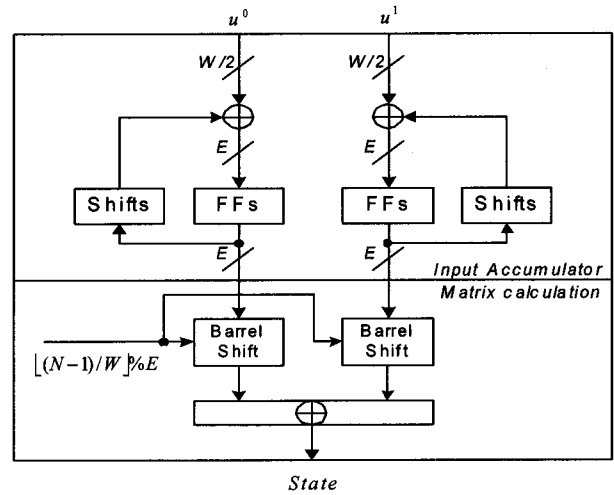 u^0 u^1
W/2 W/2
E E
Shifts FFs FFs Shifts
E E
Input Accumulator
Matrix calculation
Barrel Shift Barrel Shift
⌊(N−1)/W⌋%E
State